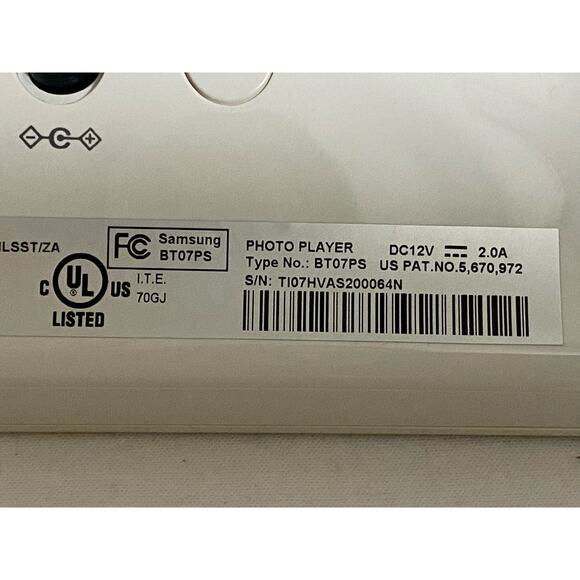 ILSST/ZA
FC Samsung
BT07PS
PHOTO PLAYER DC12V 2.0A
Type No.: BT07PS US PAT.NO.5,670,972
S/N: TI07HVAS200064N
C UL US
LISTED
I.T.E.
70GJ